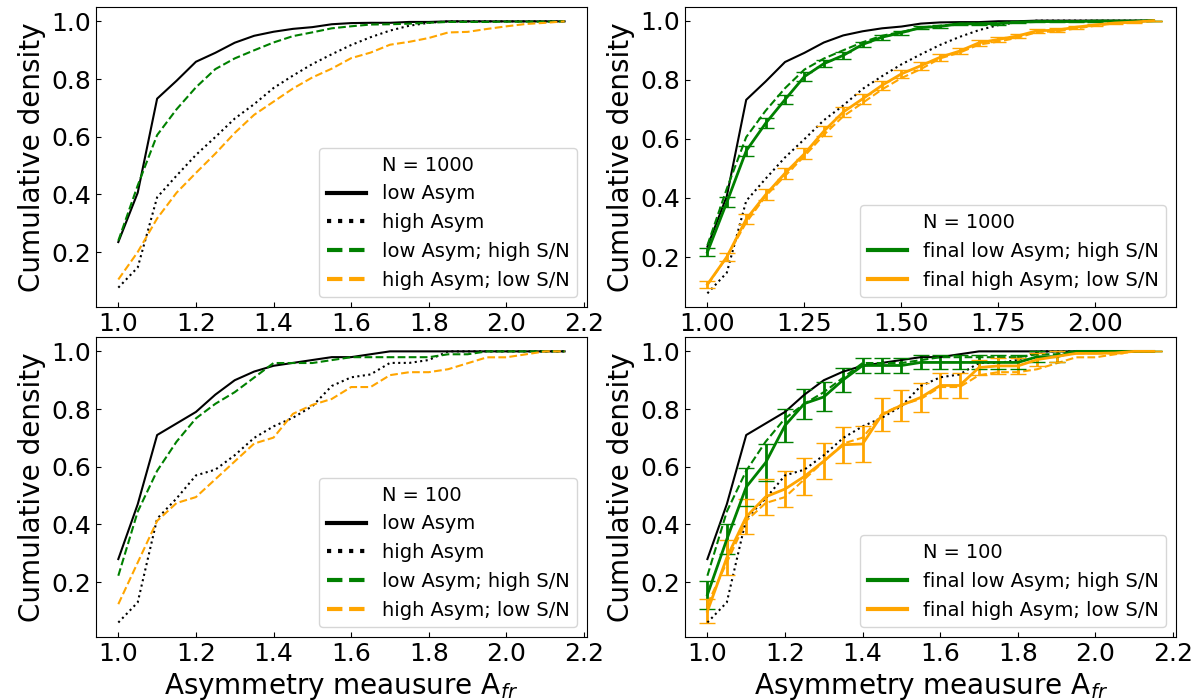 Cumulative density
1.0
0.8
0.6
0.4
0.2
N = 1000
low Asym
high Asym
low Asym; high S/N
high Asym; low S/N
1.0 1.2 1.4 1.6 1.8 2.0 2.2
Cumulative density
1.0
0.8
0.6
0.4
0.2
N = 1000
final low Asym; high S/N
final high Asym; low S/N
1.00 1.25 1.50 1.75 2.00
Cumulative density
1.0
0.8
0.6
0.4
0.2
N = 100
low Asym
high Asym
low Asym; high S/N
high Asym; low S/N
1.0 1.2 1.4 1.6 1.8 2.0 2.2
Asymmetry meausure A_fr
Cumulative density
1.0
0.8
0.6
0.4
0.2
N = 100
final low Asym; high S/N
final high Asym; low S/N
1.0 1.2 1.4 1.6 1.8 2.0 2.2
Asymmetry meausure A_fr